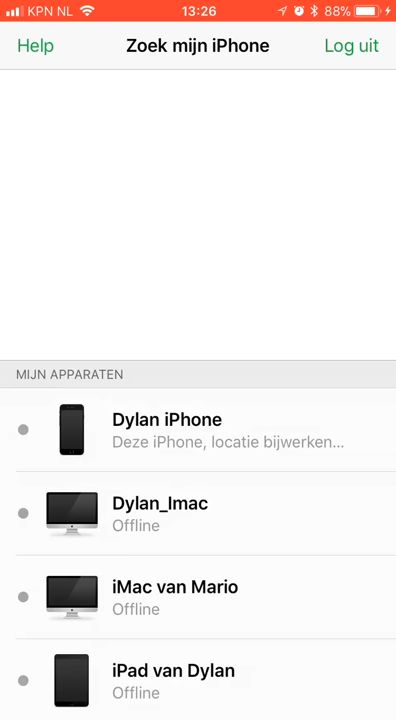 KPN NL 13:26 88%
Help Zoek mijn iPhone Log uit
MIJN APPARATEN
Dylan iPhone
Deze iPhone, locatie bijwerken...
Dylan_Imac
Offline
iMac van Mario
Offline
iPad van Dylan
Offline